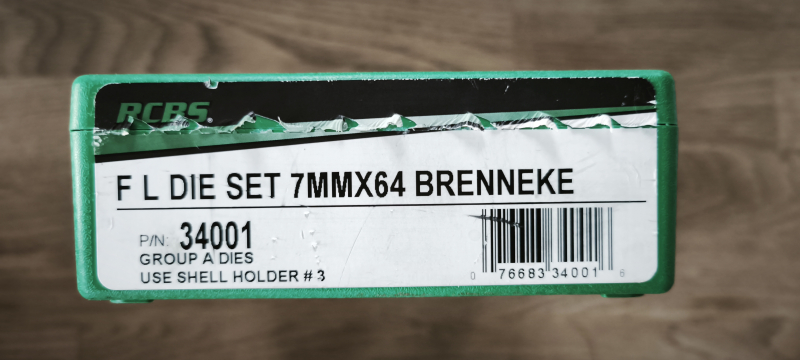 RCBS.
F L DIE SET 7MMX64 BRENNEKE
P/N: 34001
GROUP A DIES
USE SHELL HOLDER # 3
0 76683 34001 6